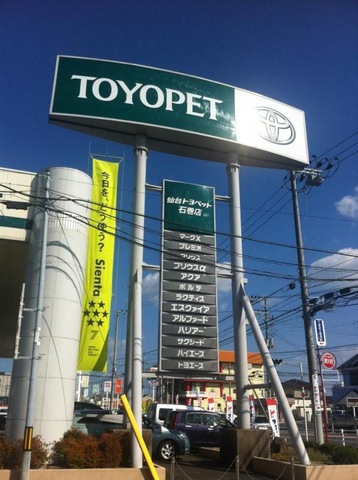 TOYOPET
仙台トヨペット
石巻店
マークX
プレミオ
プリウス
プリウスα
アクア
ポルテ
ラクティス
エスクァイア
アルファード
ハリアー
サクシード
ハイエース
トヨエース
今日を、どう使う?
Sienta
7